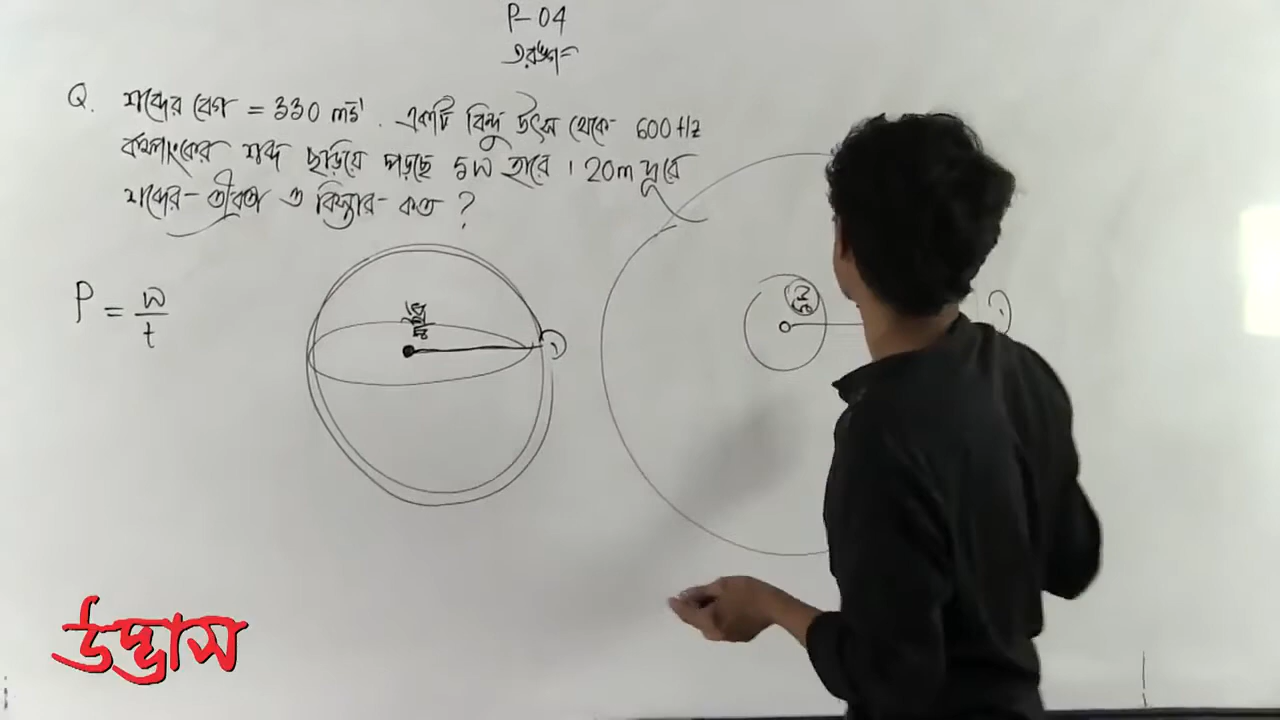 P-04
তরঙ্গ
Q. শব্দের বেগ = 330 ms⁻¹. একটি বিন্দু উৎস থেকে 600 Hz
কম্পাংকের শব্দ ছড়িয়ে পড়ছে 5W হারে । 20m দূরে
শব্দের তীব্রতা ও বিস্তার কত ?
P = W/t
5W
উদ্ভাস